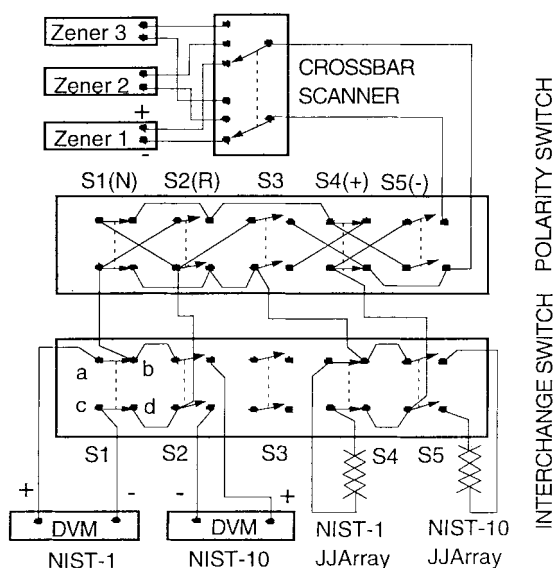 Zener 3
Zener 2
+
Zener 1
-
CROSSBAR
SCANNER
S1(N) S2(R) S3 S4(+) S5(-)
POLARITY SWITCH
a b
c d
S1 S2 S3 S4 S5
INTERCHANGE SWITCH
+ - - +
DVM DVM
NIST-1 NIST-10 NIST-1 NIST-10
JJArray JJArray